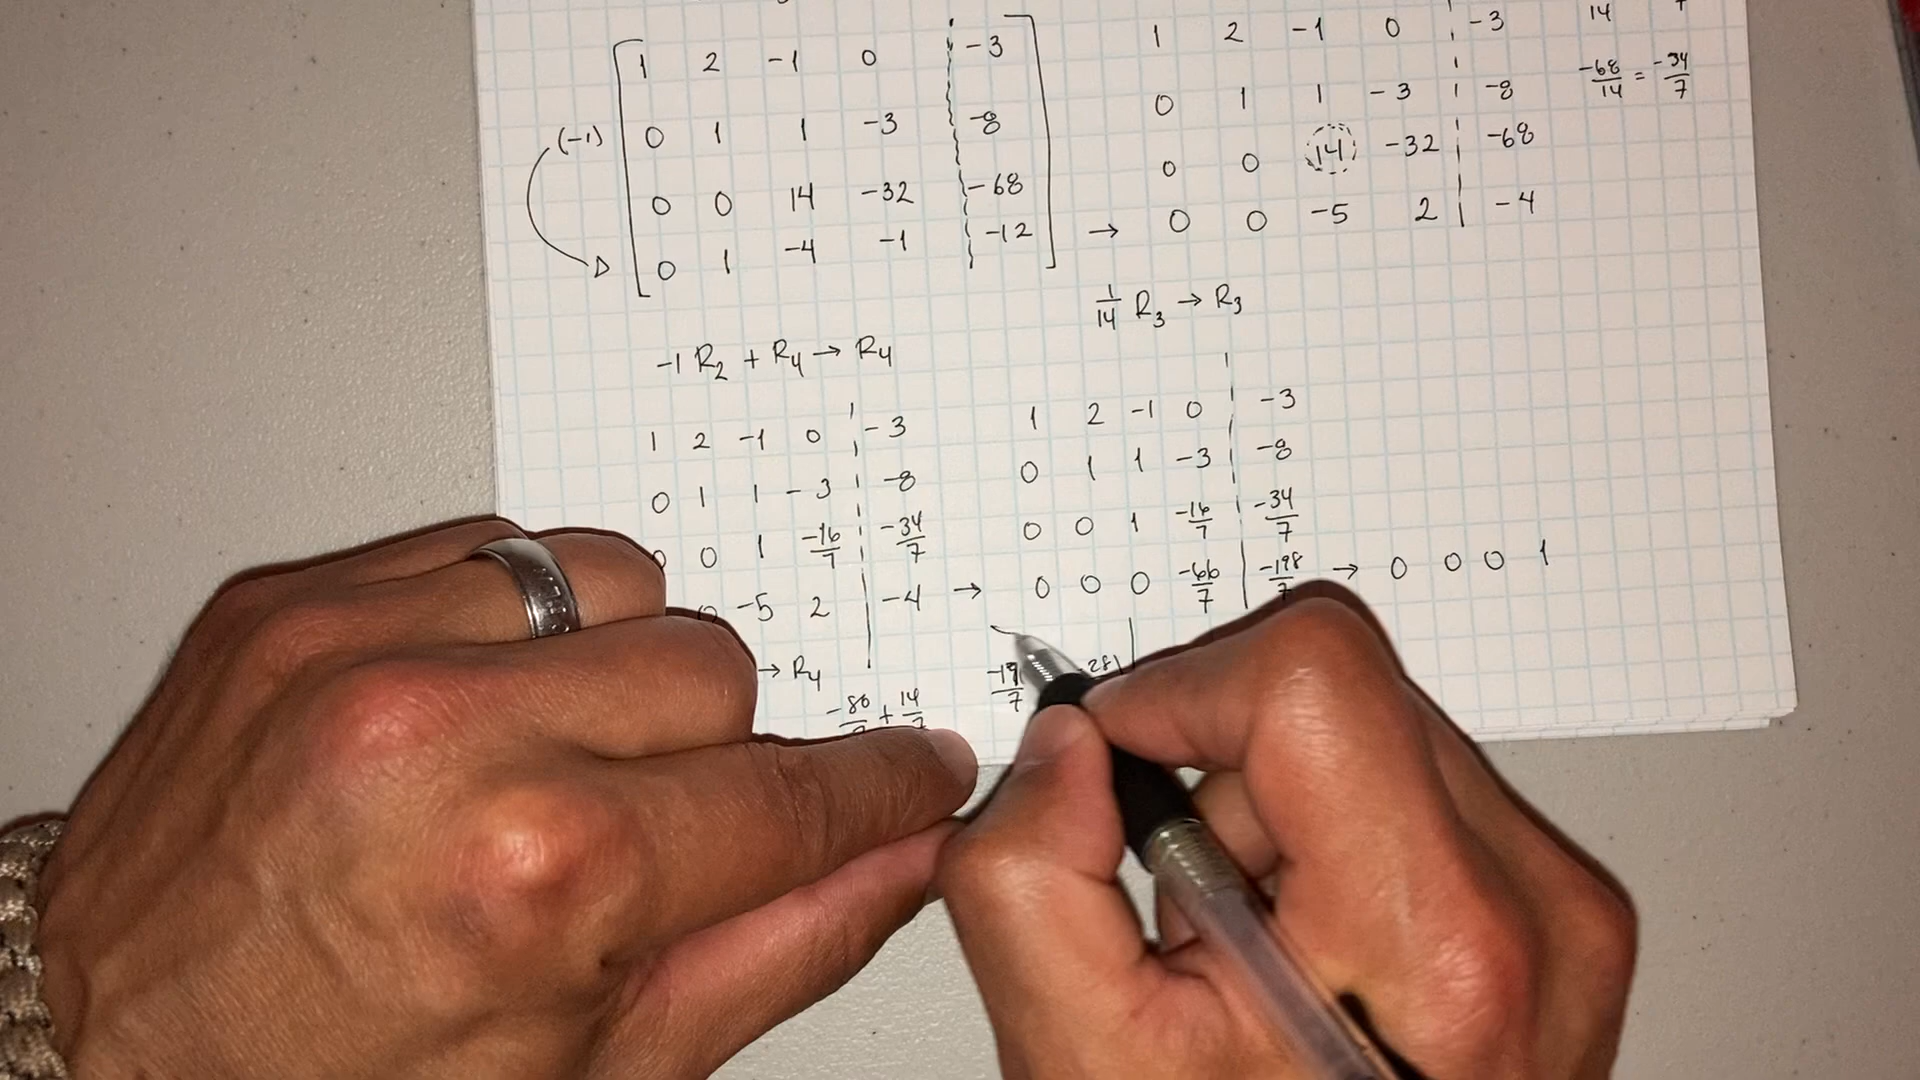 1 2 -1 0 -3
(-1) 0 1 1 -3 -8
0 0 14 -32 -68
0 1 -4 -1 -12
-1 R2 + R4 → R4
→
1 2 -1 0 -3
0 1 1 -3 -8
0 0 14 -32 -68
0 0 -5 2 -4
1/14 R3 → R3
14
-68/14 = -34/7
1 2 -1 0 -3
0 1 1 -3 -8
0 0 1 -16/7 -34/7
0 -5 2 -4
→ R4
-80 + 14
→
1 2 -1 0 -3
0 1 1 -3 -8
0 0 1 -16/7 -34/7
0 0 0 -66/7 -198/7
→ 0 0 0 1
28